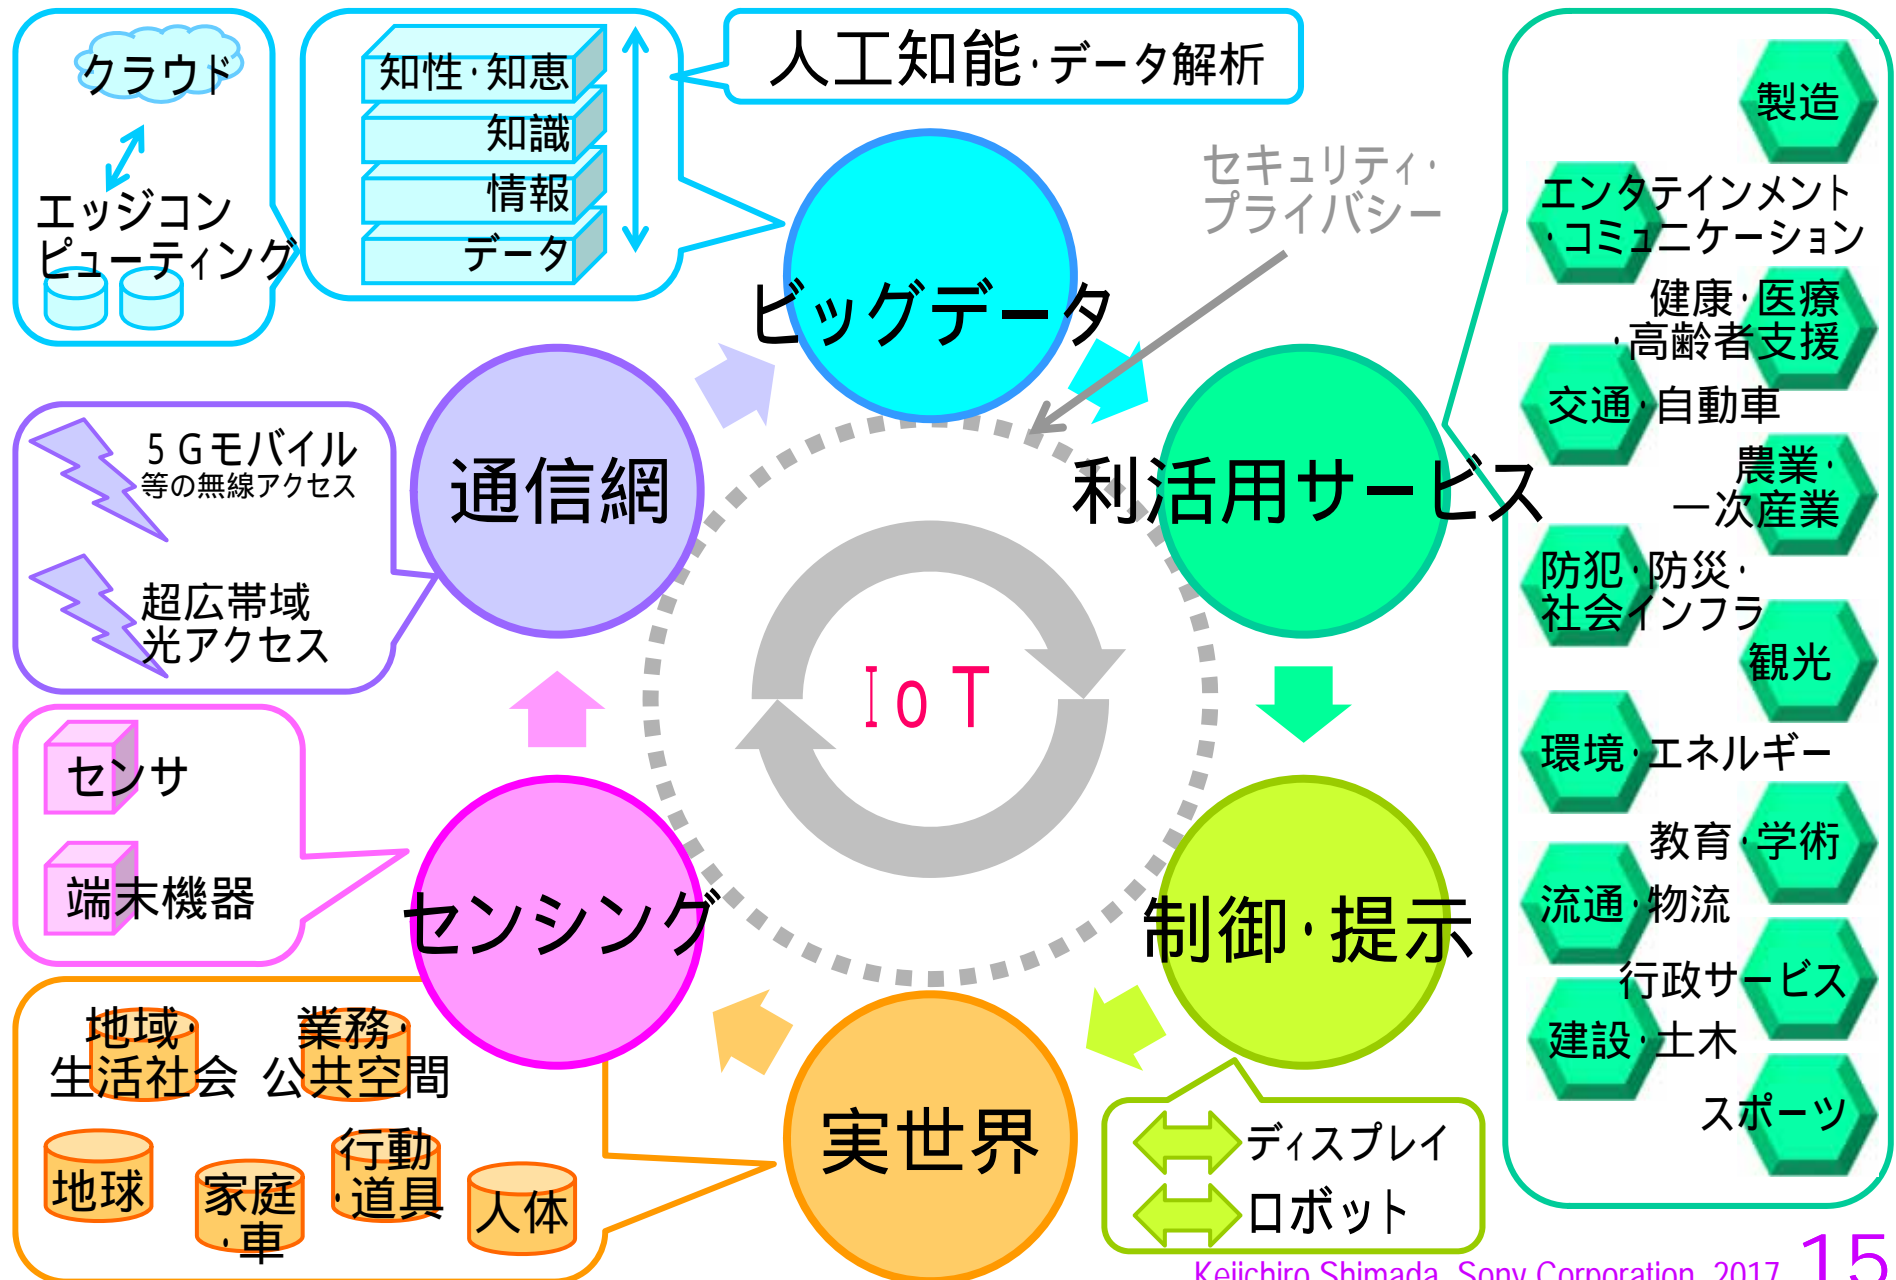 クラウド
エッジコン
ピューティング
知性・知恵
知識
情報
データ
人工知能・データ解析
セキュリティ・
プライバシー
ビッグデータ
通信網
利活用サービス
5Gモバイル
等の無線アクセス
超広帯域
光アクセス
IoT
センサ
端末機器
センシング
制御・提示
実世界
地域・
生活社会
業務・
公共空間
地球
家庭
・車
行動
・道具
人体
ディスプレイ
ロボット
製造
エンタテインメント
・コミュニケーション
健康・医療
・高齢者支援
交通・自動車
農業・
一次産業
防犯・防災・
社会インフラ
観光
環境・エネルギー
教育・学術
流通・物流
行政サービス
建設・土木
スポーツ
Keiichiro Shimada, Sony Corporation, 2017
15